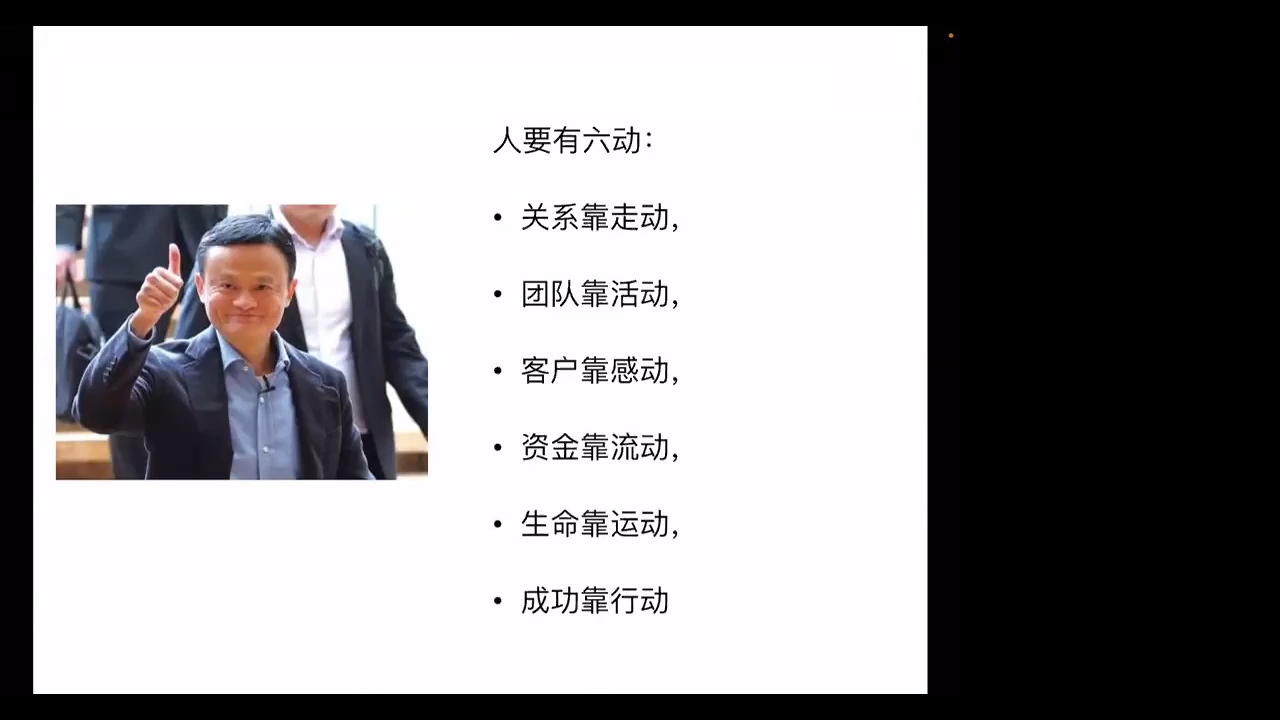 人要有六动：
• 关系靠走动，
• 团队靠活动，
• 客户靠感动，
• 资金靠流动，
• 生命靠运动，
• 成功靠行动